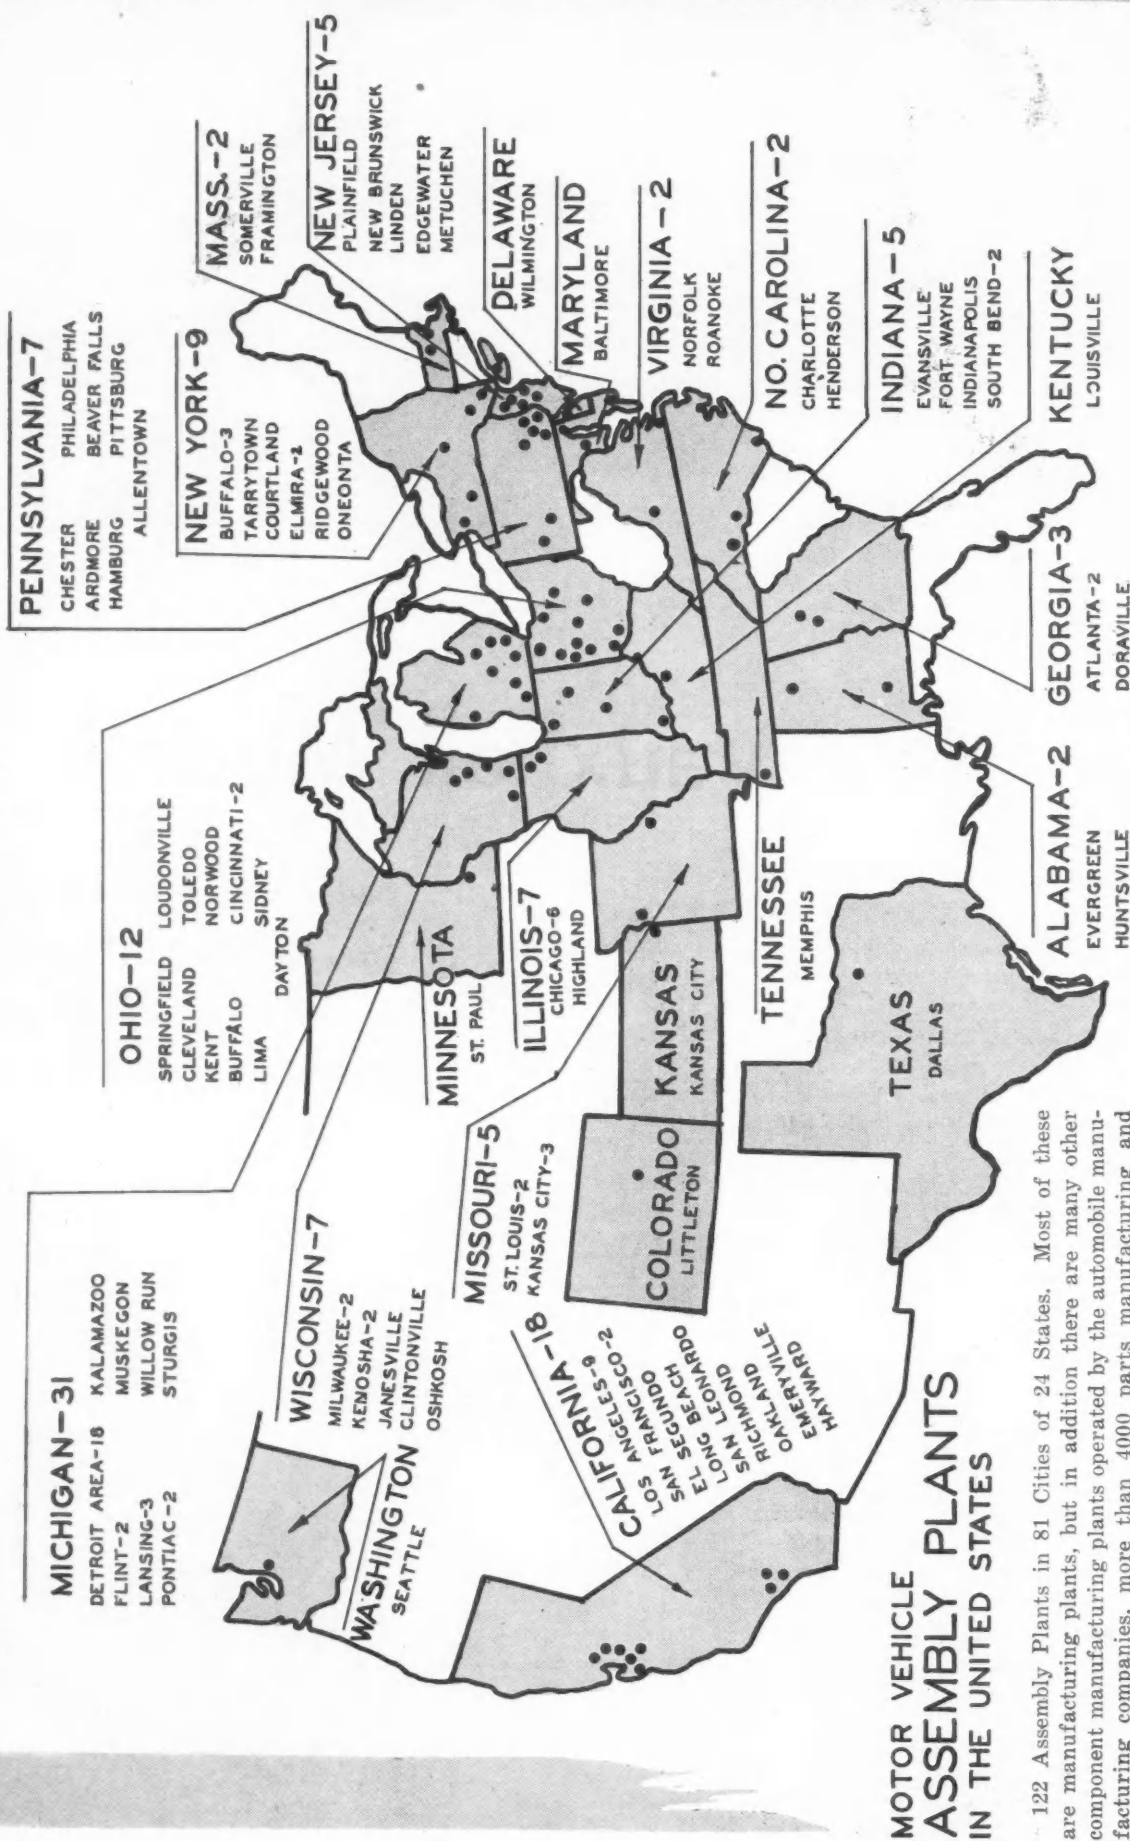 MICHIGAN-31
DETROIT AREA-18 KALAMAZOO
FLINT-2 MUSKEGON
LANSING-3 WILLOW RUN
PONTIAC-2 STURGIS
OHIO-12
SPRINGFIELD LOUDONVILLE
CLEVELAND TOLEDO
KENT NORWOOD
BUFFALO CINCINNATI-2
LIMA SIDNEY
DAYTON
PENNSYLVANIA-7
CHESTER PHILADELPHIA
ARDMORE BEAVER FALLS
HAMBURG PITTSBURG
ALLENTOWN
NEW YORK-9
BUFFALO-3
TARRYTOWN
COURTLAND
ELMIRA-2
RIDGEWOOD
ONEONTA
MASS.-2
SOMERVILLE
FRAMINGTON
NEW JERSEY-5
PLAINFIELD
NEW BRUNSWICK
LINDEN
EDGEWATER
METUCHEN
DELAWARE
WILMINGTON
MARYLAND
BALTIMORE
VIRGINIA-2
NORFOLK
ROANOKE
NO. CAROLINA-2
CHARLOTTE
HENDERSON
INDIANA-5
EVANSVILLE
FORT WAYNE
INDIANAPOLIS
SOUTH BEND-2
KENTUCKY
LOUISVILLE
WISCONSIN-7
MILWAUKEE-2
KENOSHA-2
JANESVILLE
CLINTONVILLE
OSHKOSH
WASHINGTON
SEATTLE
MINNESOTA
ST. PAUL
ILLINOIS-7
CHICAGO-6
HIGHLAND
MISSOURI-5
ST. LOUIS-2
KANSAS CITY-3
CALIFORNIA-18
LOS ANGELES-9
SAN FRANCISCO-2
EL SEGUNDO
LONG BEACH
SAN LEONARDO
RICHMOND
OAKLAND
EMERYVILLE
HAYWARD
COLORADO
LITTLETON
KANSAS
KANSAS CITY
TENNESSEE
MEMPHIS
TEXAS
DALLAS
ALABAMA-2
EVERGREEN
HUNTSVILLE
GEORGIA-3
ATLANTA-2
DORAVILLE
MOTOR VEHICLE
ASSEMBLY PLANTS
IN THE UNITED STATES
122 Assembly Plants in 81 Cities of 24 States. Most of these
are manufacturing plants, but in addition there are many other
component manufacturing plants operated by the automobile manu-
facturing companies, more than 4000 parts manufacturing and